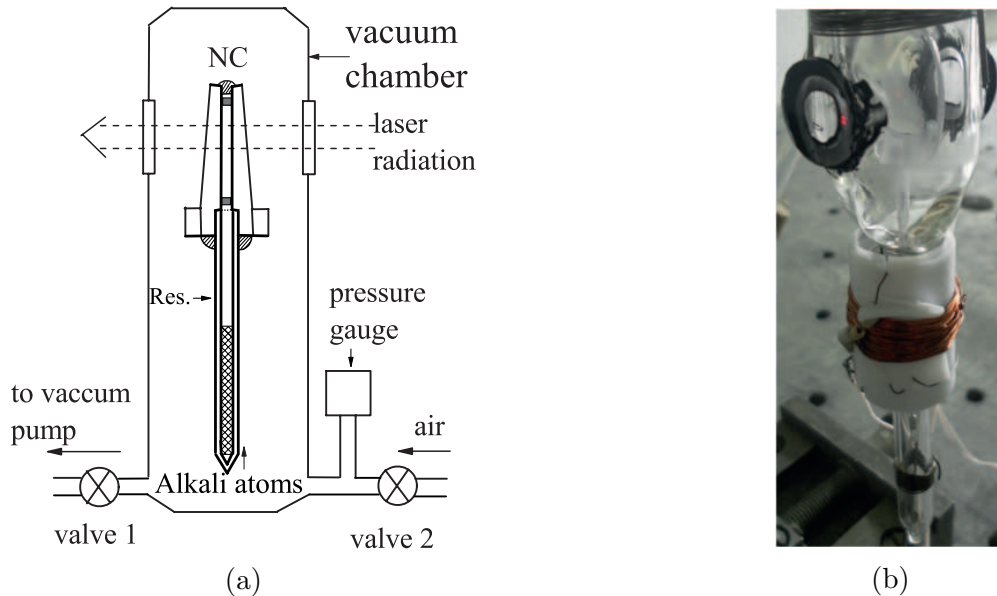 NC
vacuum
chamber
laser
radiation
Res.
pressure
gauge
to vaccum
pump
air
Alkali atoms
valve 1
valve 2
(a)
(b)